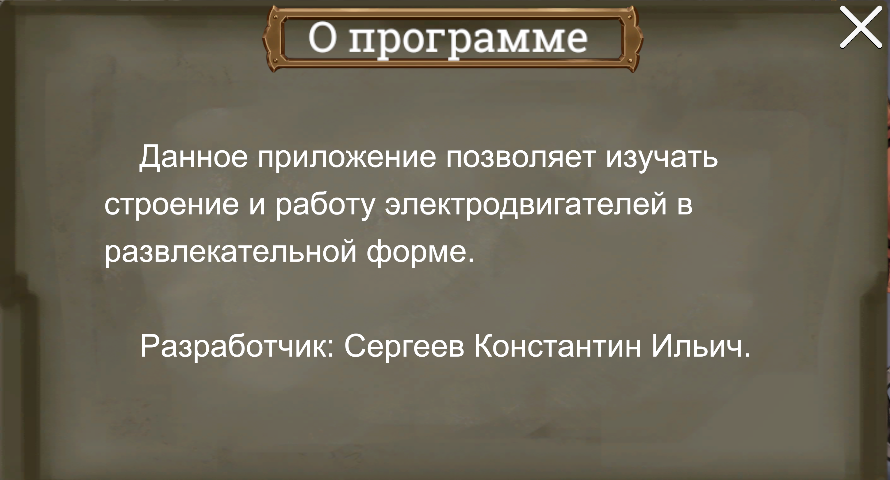 О программе
Данное приложение позволяет изучать
строение и работу электродвигателей в
развлекательной форме.
Разработчик: Сергеев Константин Ильич.